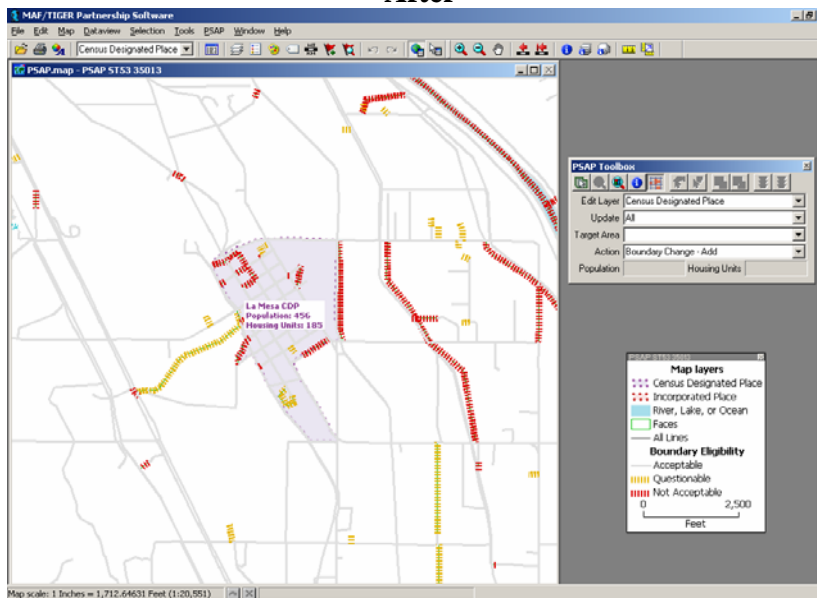 After
MAF/TIGER Partnership Software
File Edit Map Dataview Selection Tools PSAP Window Help
Census Designated Place
PSAP.map - PSAP ST53 35013
La Mesa CDP
Population: 456
Housing Units: 185
PSAP Toolbox
Edit Layer Census Designated Place
Update All
Target Area
Action Boundary Change - Add
Population Housing Units
PSAP ST53 35013
Map layers
Census Designated Place
Incorporated Place
River, Lake, or Ocean
Faces
All Lines
Boundary Eligibility
Acceptable
Questionable
Not Acceptable
0 2,500
Feet
Map scale: 1 Inches = 1,712.64631 Feet (1:20,551)